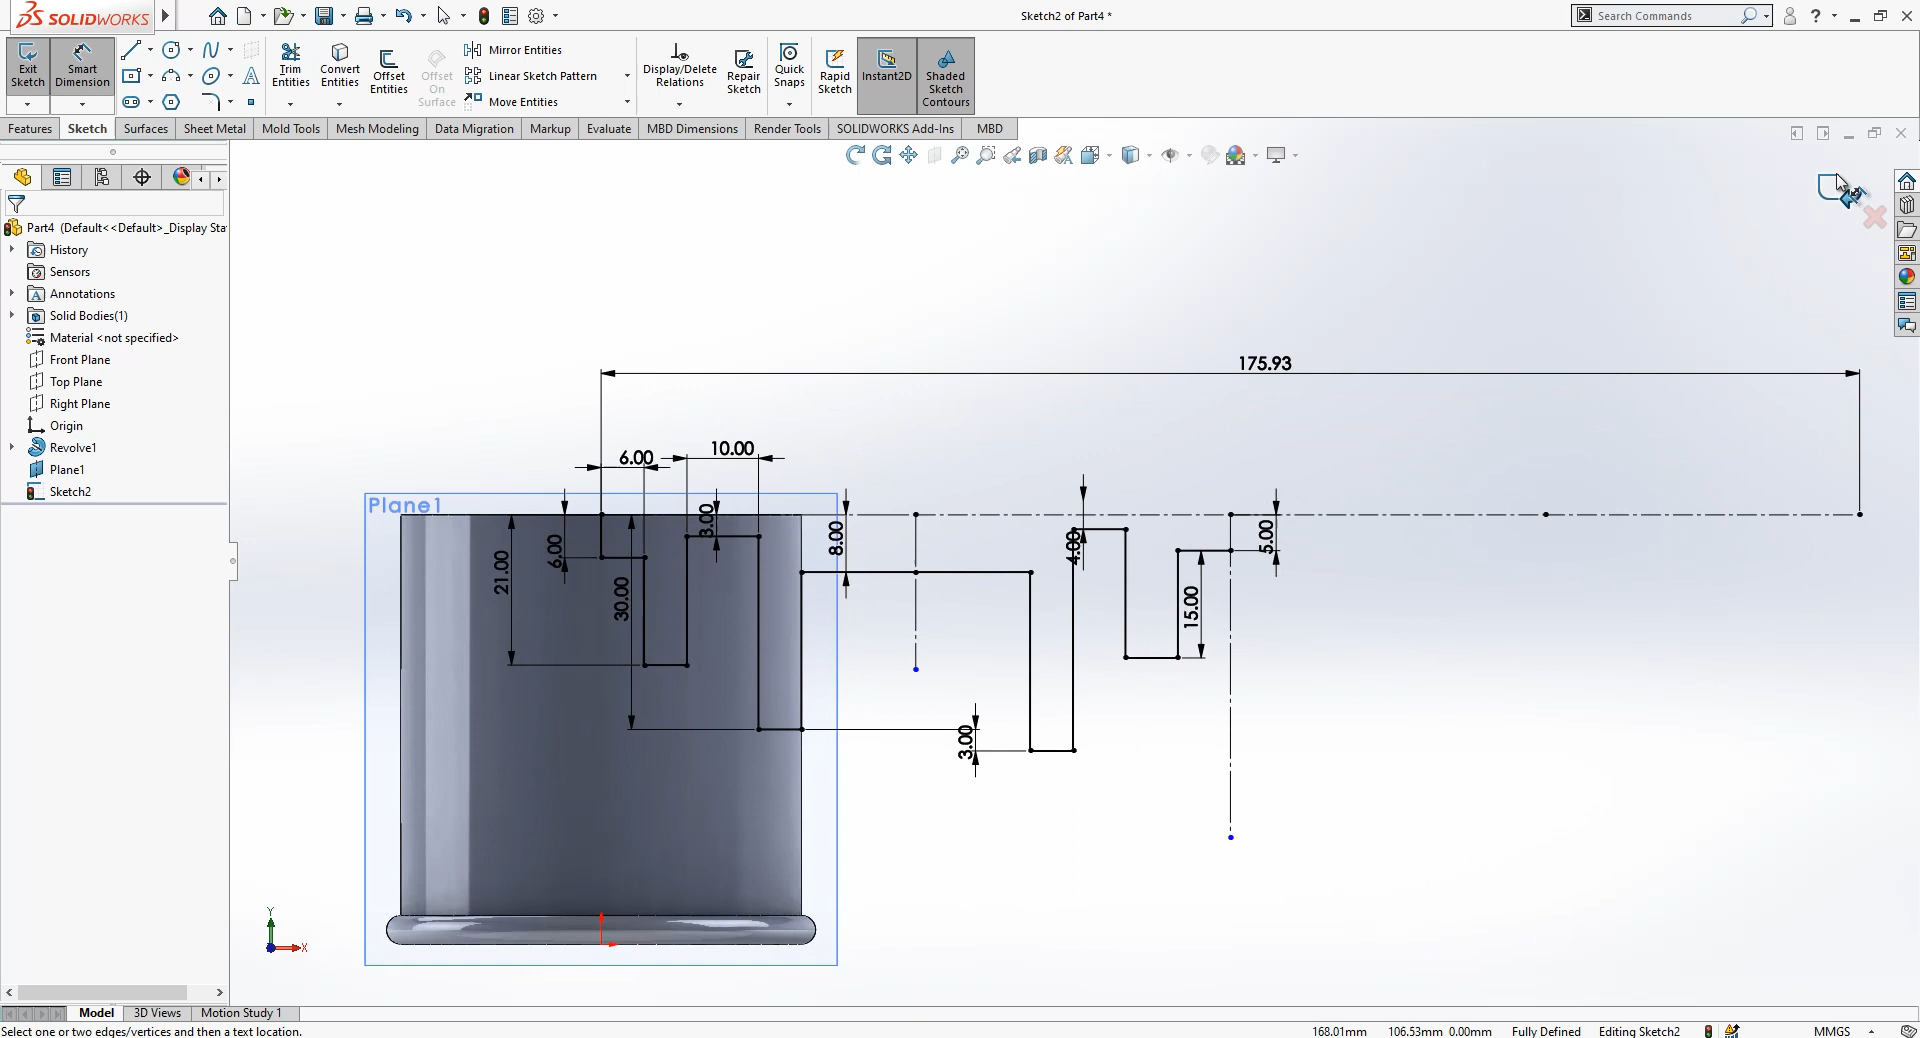 SOLIDWORKS
Sketch2 of Part4 *
Search Commands
Exit Sketch
Smart Dimension
Trim Entities
Convert Entities
Offset Entities
Offset On Surface
Mirror Entities
Linear Sketch Pattern
Move Entities
Display/Delete Relations
Repair Sketch
Quick Snaps
Rapid Sketch
Instant2D
Shaded Sketch Contours
Features
Sketch
Surfaces
Sheet Metal
Mold Tools
Mesh Modeling
Data Migration
Markup
Evaluate
MBD Dimensions
Render Tools
SOLIDWORKS Add-Ins
MBD
Part4 (Default<<Default>_Display Sta
History
Sensors
Annotations
Solid Bodies(1)
Material <not specified>
Front Plane
Top Plane
Right Plane
Origin
Revolve1
Plane1
Sketch2
175.93
6.00
10.00
Plane1
21.00
6.00
30.00
3.00
8.00
4.00
5.00
15.00
3.00
Y
X
Model
3D Views
Motion Study 1
Select one or two edges/vertices and then a text location.
168.01mm
106.53mm 0.00mm
Fully Defined
Editing Sketch2
MMGS